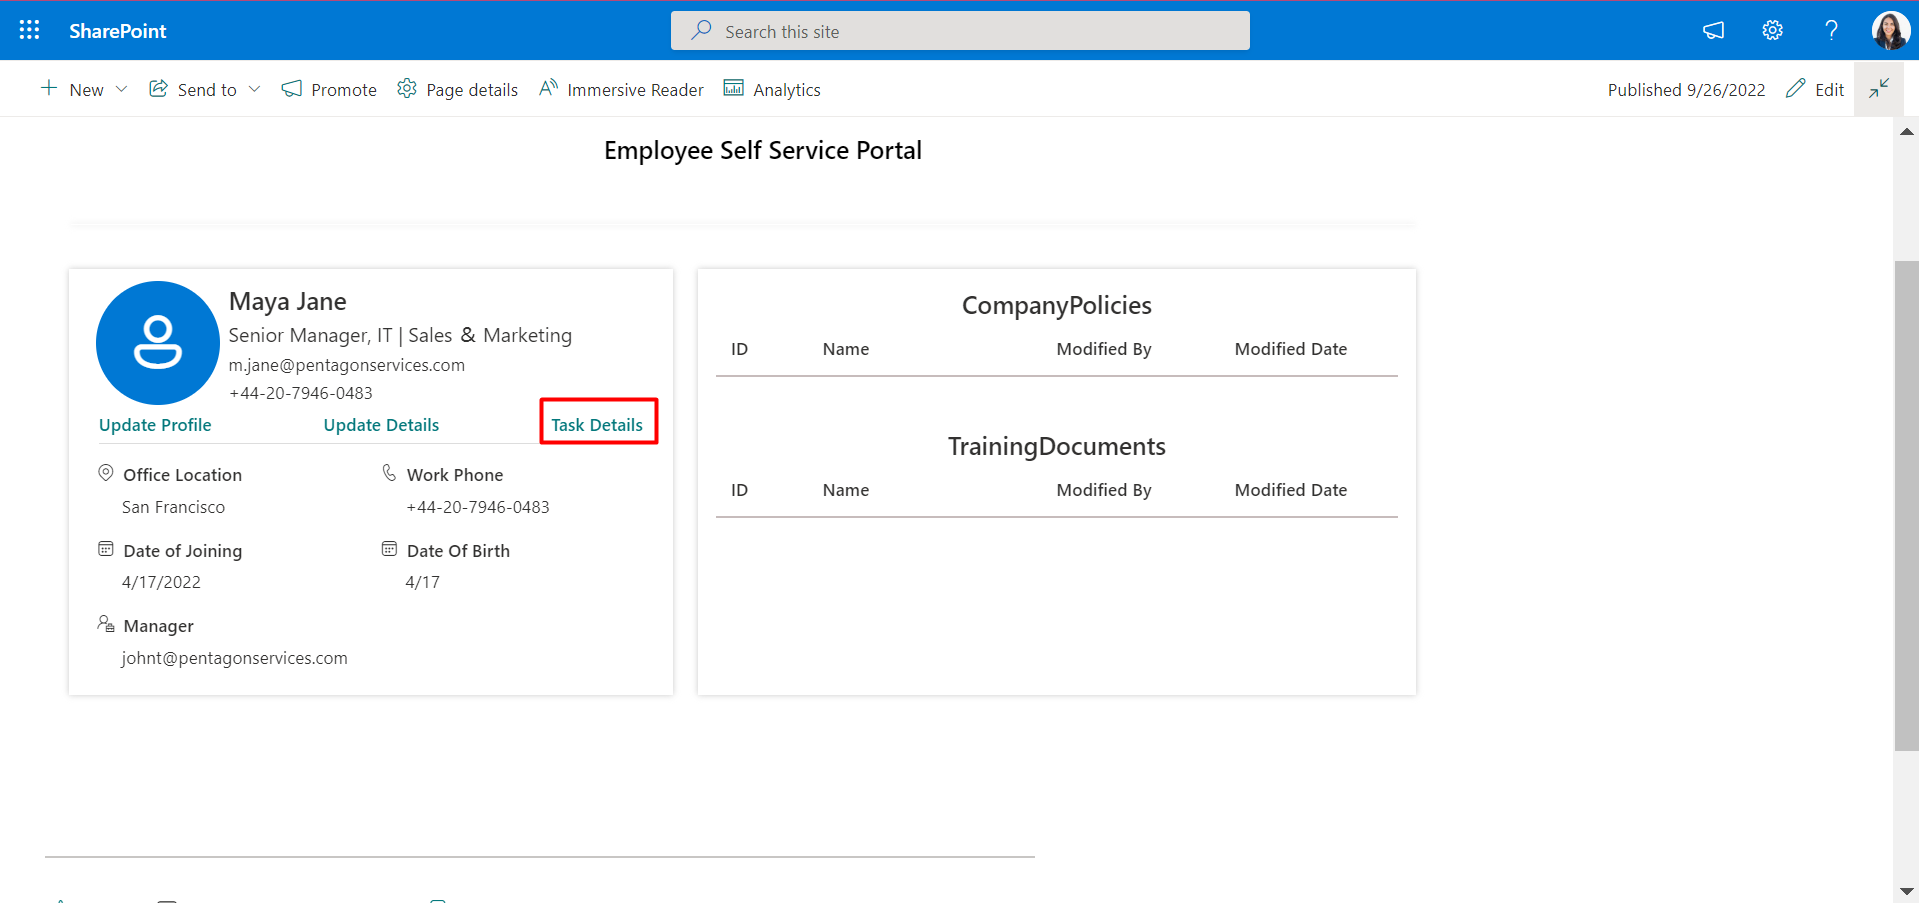 SharePoint
Search this site
?
New
Send to
Promote
Page details
Immersive Reader
Analytics
Published 9/26/2022
Edit
Employee Self Service Portal
Maya Jane
Senior Manager, IT | Sales & Marketing
m.jane@pentagonservices.com
+44-20-7946-0483
Update Profile Update Details Task Details
Office Location
San Francisco
Work Phone
+44-20-7946-0483
Date of Joining
4/17/2022
Date Of Birth
4/17
Manager
johnt@pentagonservices.com
CompanyPolicies
ID Name Modified By Modified Date
TrainingDocuments
ID Name Modified By Modified Date